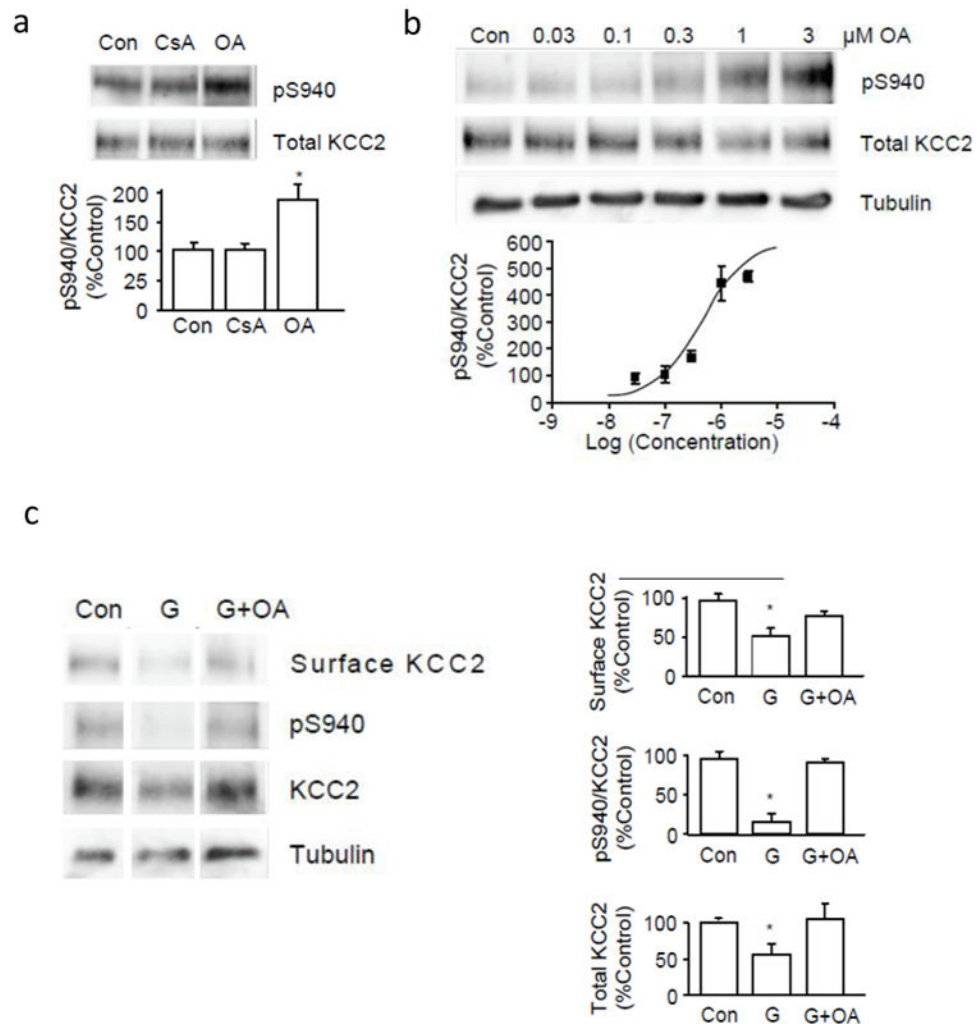 a
Con CsA OA
pS940
Total KCC2
pS940/KCC2
(%Control)
200
150
100
25
0
*
Con CsA OA
b
Con 0.03 0.1 0.3 1 3 µM OA
pS940
Total KCC2
Tubulin
pS940/KCC2
(%Control)
600
500
400
300
200
100
0
-9 -8 -7 -6 -5 -4
Log (Concentration)
c
Con G G+OA
Surface KCC2
pS940
KCC2
Tubulin
Surface KCC2
(%Control)
100
50
0
*
Con G G+OA
pS940/KCC2
(%Control)
100
50
0
*
Con G G+OA
Total KCC2
(%Control)
100
50
0
*
Con G G+OA